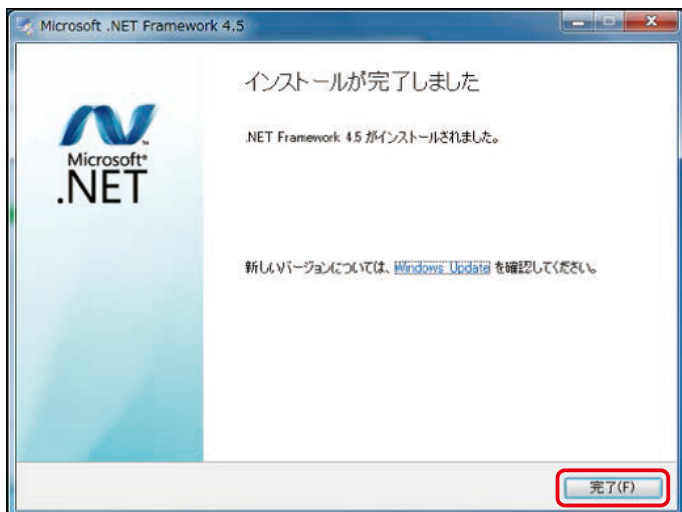 Microsoft .NET Framework 4.5
インストールが完了しました
.NET Framework 4.5 がインストールされました。
Microsoft®
.NET™
新しいバージョンについては、Windows Update を確認してください。
完了(F)